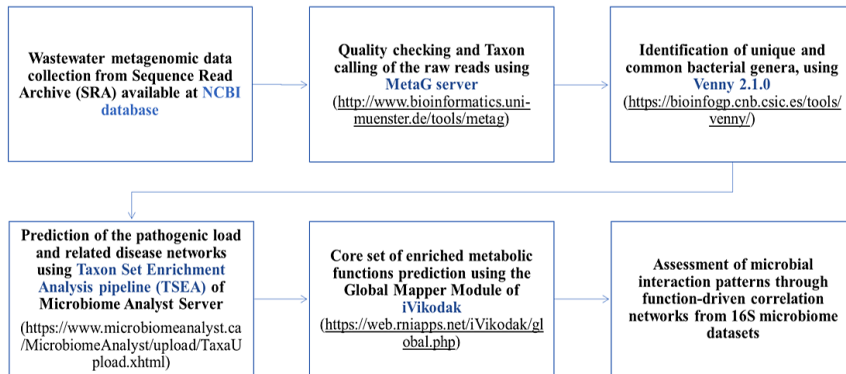 Wastewater metagenomic data
collection from Sequence Read
Archive (SRA) available at NCBI
database
Quality checking and Taxon
calling of the raw reads using
MetaG server
(http://www.bioinformatics.uni-
muenster.de/tools/metag)
Identification of unique and
common bacterial genera, using
Venny 2.1.0
(https://bioinfogp.cnb.csic.es/tools/
venny/)
Prediction of the pathogenic load
and related disease networks
using Taxon Set Enrichment
Analysis pipeline (TSEA) of
Microbiome Analyst Server
(https://www.microbiomeanalyst.ca
/MicrobiomeAnalyst/upload/TaxaU
pload.xhtml)
Core set of enriched metabolic
functions prediction using the
Global Mapper Module of
iVikodak
(https://web.rniapps.net/iVikodak/gl
obal.php)
Assessment of microbial
interaction patterns through
function-driven correlation
networks from 16S microbiome
datasets